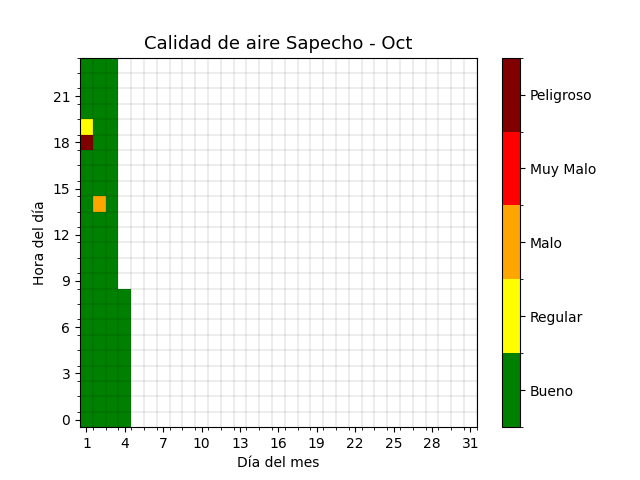 Calidad de aire Sapecho - Oct
Hora del día
21
18
15
12
9
6
3
0
1 4 7 10 13 16 19 22 25 28 31
Día del mes
Peligroso
Muy Malo
Malo
Regular
Bueno